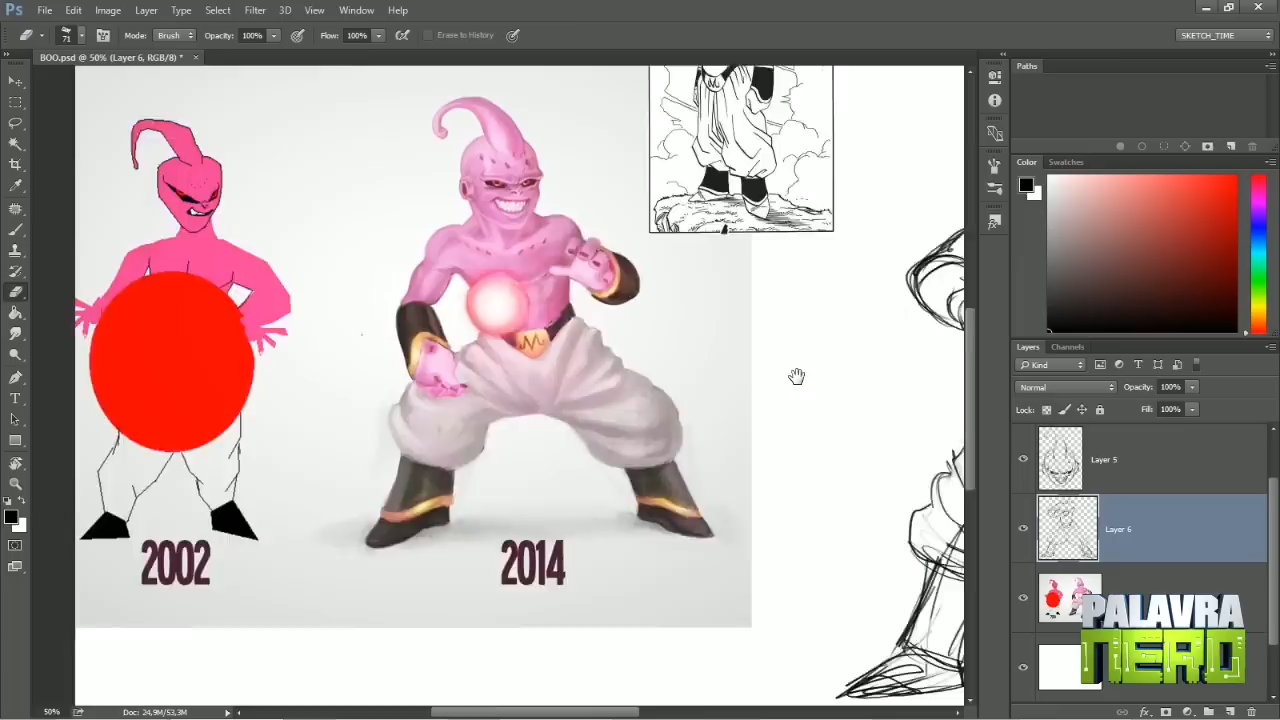 Ps File Edit Image Layer Type Select Filter 3D View Window Help
71 Mode: Brush Opacity: 100% Flow: 100% Erase to History SKETCH_TIME
BOO.psd @ 50% (Layer 6, RGB/8) * ×
Paths
Color Swatches
Layers Channels
Kind
Normal Opacity: 100%
Lock: Fill: 100%
Layer 5
Layer 6
2002 2014
PALAVRA
NERD
50% Doc: 24,9M/53,3M